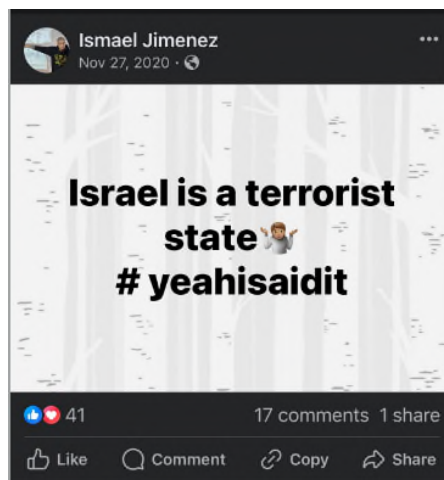 Ismael Jimenez
Nov 27, 2020 ·
Israel is a terrorist
state🤷🏽‍♂️
# yeahisaidit
41
17 comments 1 share
Like
Comment
Copy
Share